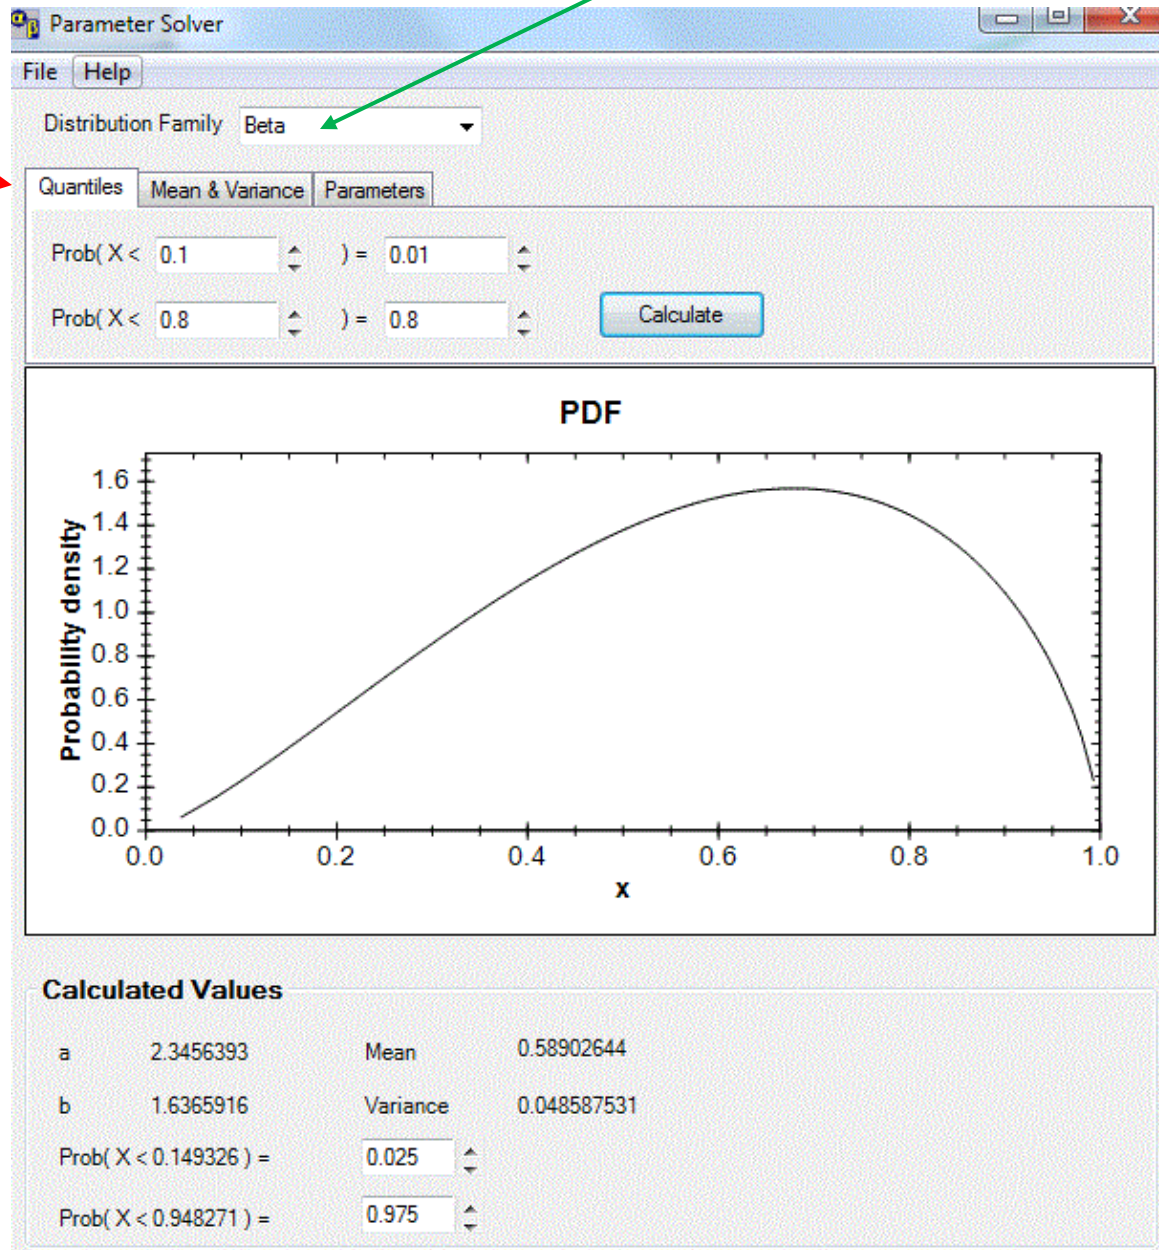 αβ Parameter Solver
File Help
Distribution Family Beta
Quantiles Mean & Variance Parameters
Prob( X < 0.1 ) = 0.01
Prob( X < 0.8 ) = 0.8 Calculate
PDF
Probability density
1.6
1.4
1.2
1.0
0.8
0.6
0.4
0.2
0.0
0.0 0.2 0.4 0.6 0.8 1.0
x
Calculated Values
a 2.3456393 Mean 0.58902644
b 1.6365916 Variance 0.048587531
Prob( X < 0.149326 ) = 0.025
Prob( X < 0.948271 ) = 0.975